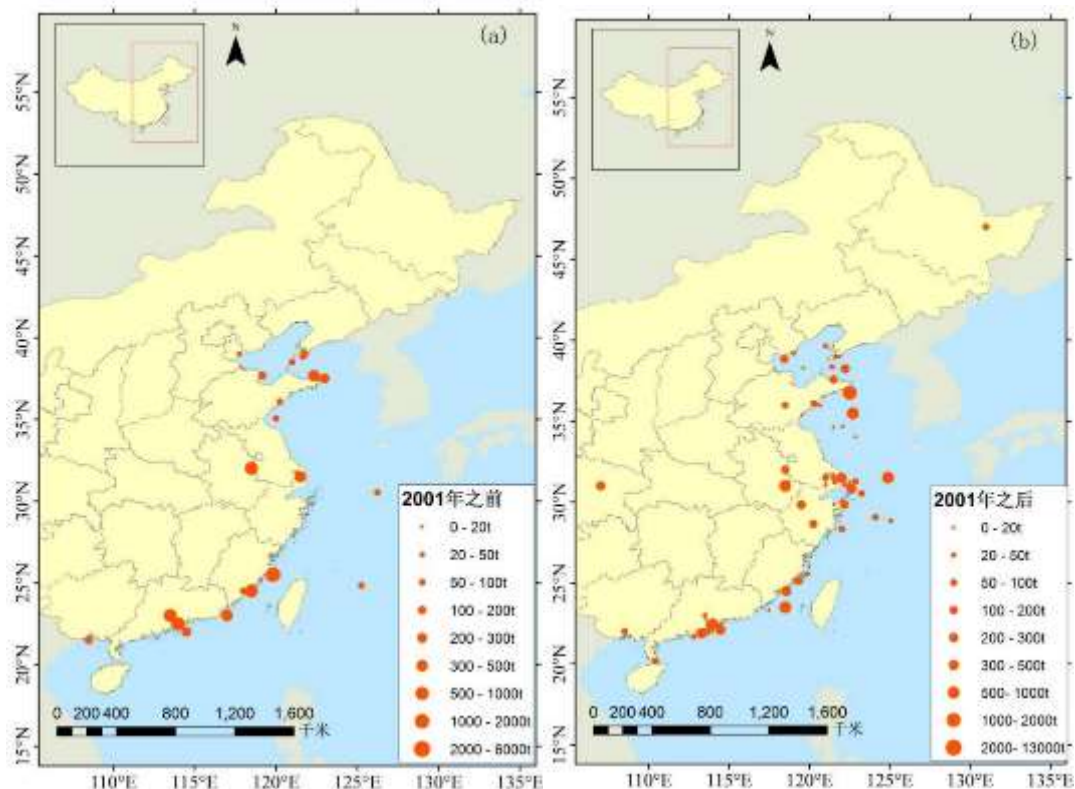 N
(a)
55°N
50°N
45°N
40°N
35°N
30°N
25°N
20°N
15°N
2001年之前
0 - 20t
20 - 50t
50 - 100t
100 - 200t
200 - 300t
300 - 500t
500 - 1000t
1000 - 2000t
2000 - 6000t
0 200 400 800 1,200 1,600
千米
110°E 115°E 120°E 125°E 130°E 135°E
N
(b)
55°N
50°N
45°N
40°N
35°N
30°N
25°N
20°N
15°N
2001年之后
0 - 20t
20 - 50t
50 - 100t
100 - 200t
200 - 300t
300 - 500t
500- 1000t
1000 - 2000t
2000- 13000t
0 200 400 800 1,200 1,600
千米
110°E 115°E 120°E 125°E 130°E 135°E